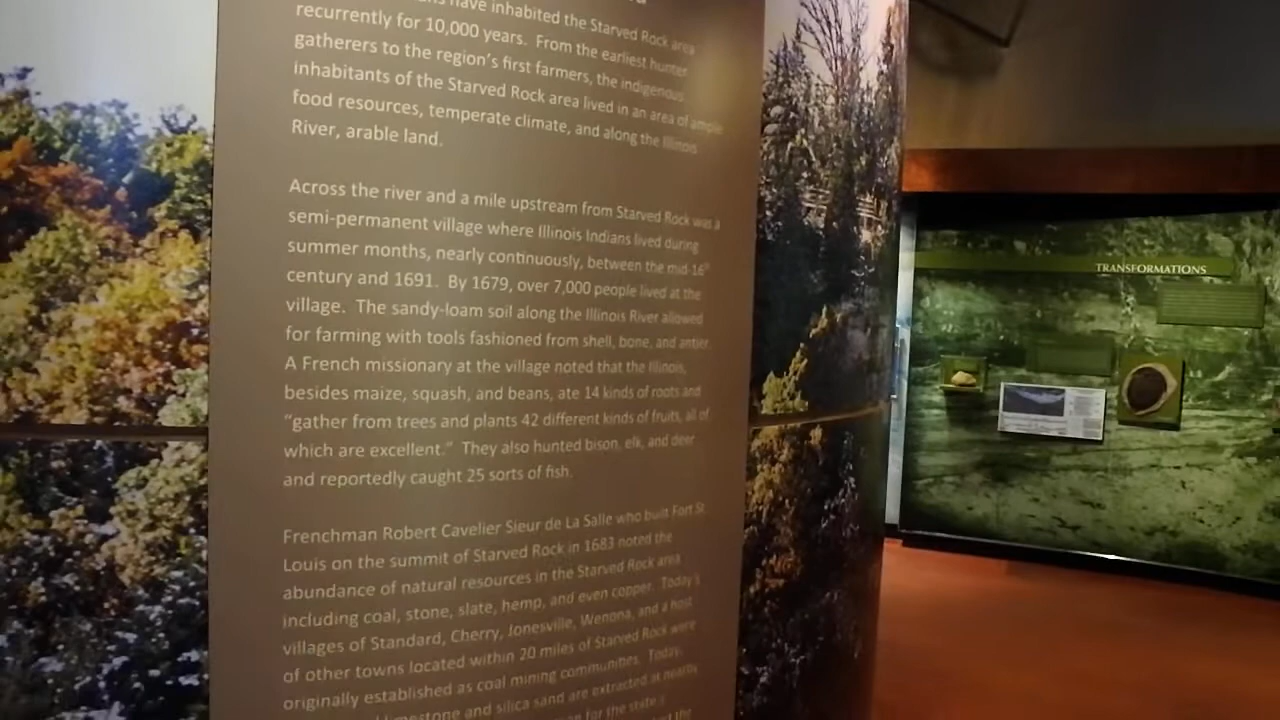 have inhabited the Starved Rock area
recurrently for 10,000 years. From the earliest hunter
gatherers to the region's first farmers, the indigenous
inhabitants of the Starved Rock area lived in an area of ample
food resources, temperate climate, and along the Illinois
River, arable land.
Across the river and a mile upstream from Starved Rock was a
semi-permanent village where Illinois Indians lived during
summer months, nearly continuously, between the mid-16th
century and 1691. By 1679, over 7,000 people lived at the
village. The sandy-loam soil along the Illinois River allowed
for farming with tools fashioned from shell, bone, and antler.
A French missionary at the village noted that the Illinois,
besides maize, squash, and beans, ate 14 kinds of roots and
"gather from trees and plants 42 different kinds of fruits, all of
which are excellent." They also hunted bison, elk, and deer
and reportedly caught 25 sorts of fish.
Frenchman Robert Cavelier Sieur de La Salle who built Fort St.
Louis on the summit of Starved Rock in 1683 noted the
abundance of natural resources in the Starved Rock area
including coal, stone, slate, hemp, and even copper. Today's
villages of Standard, Cherry, Jonesville, Wenona, and a host
of other towns located within 20 miles of Starved Rock were
originally established as coal mining communities. Today,
and silica sand are extracted at nearby
for the state's
the
TRANSFORMATIONS